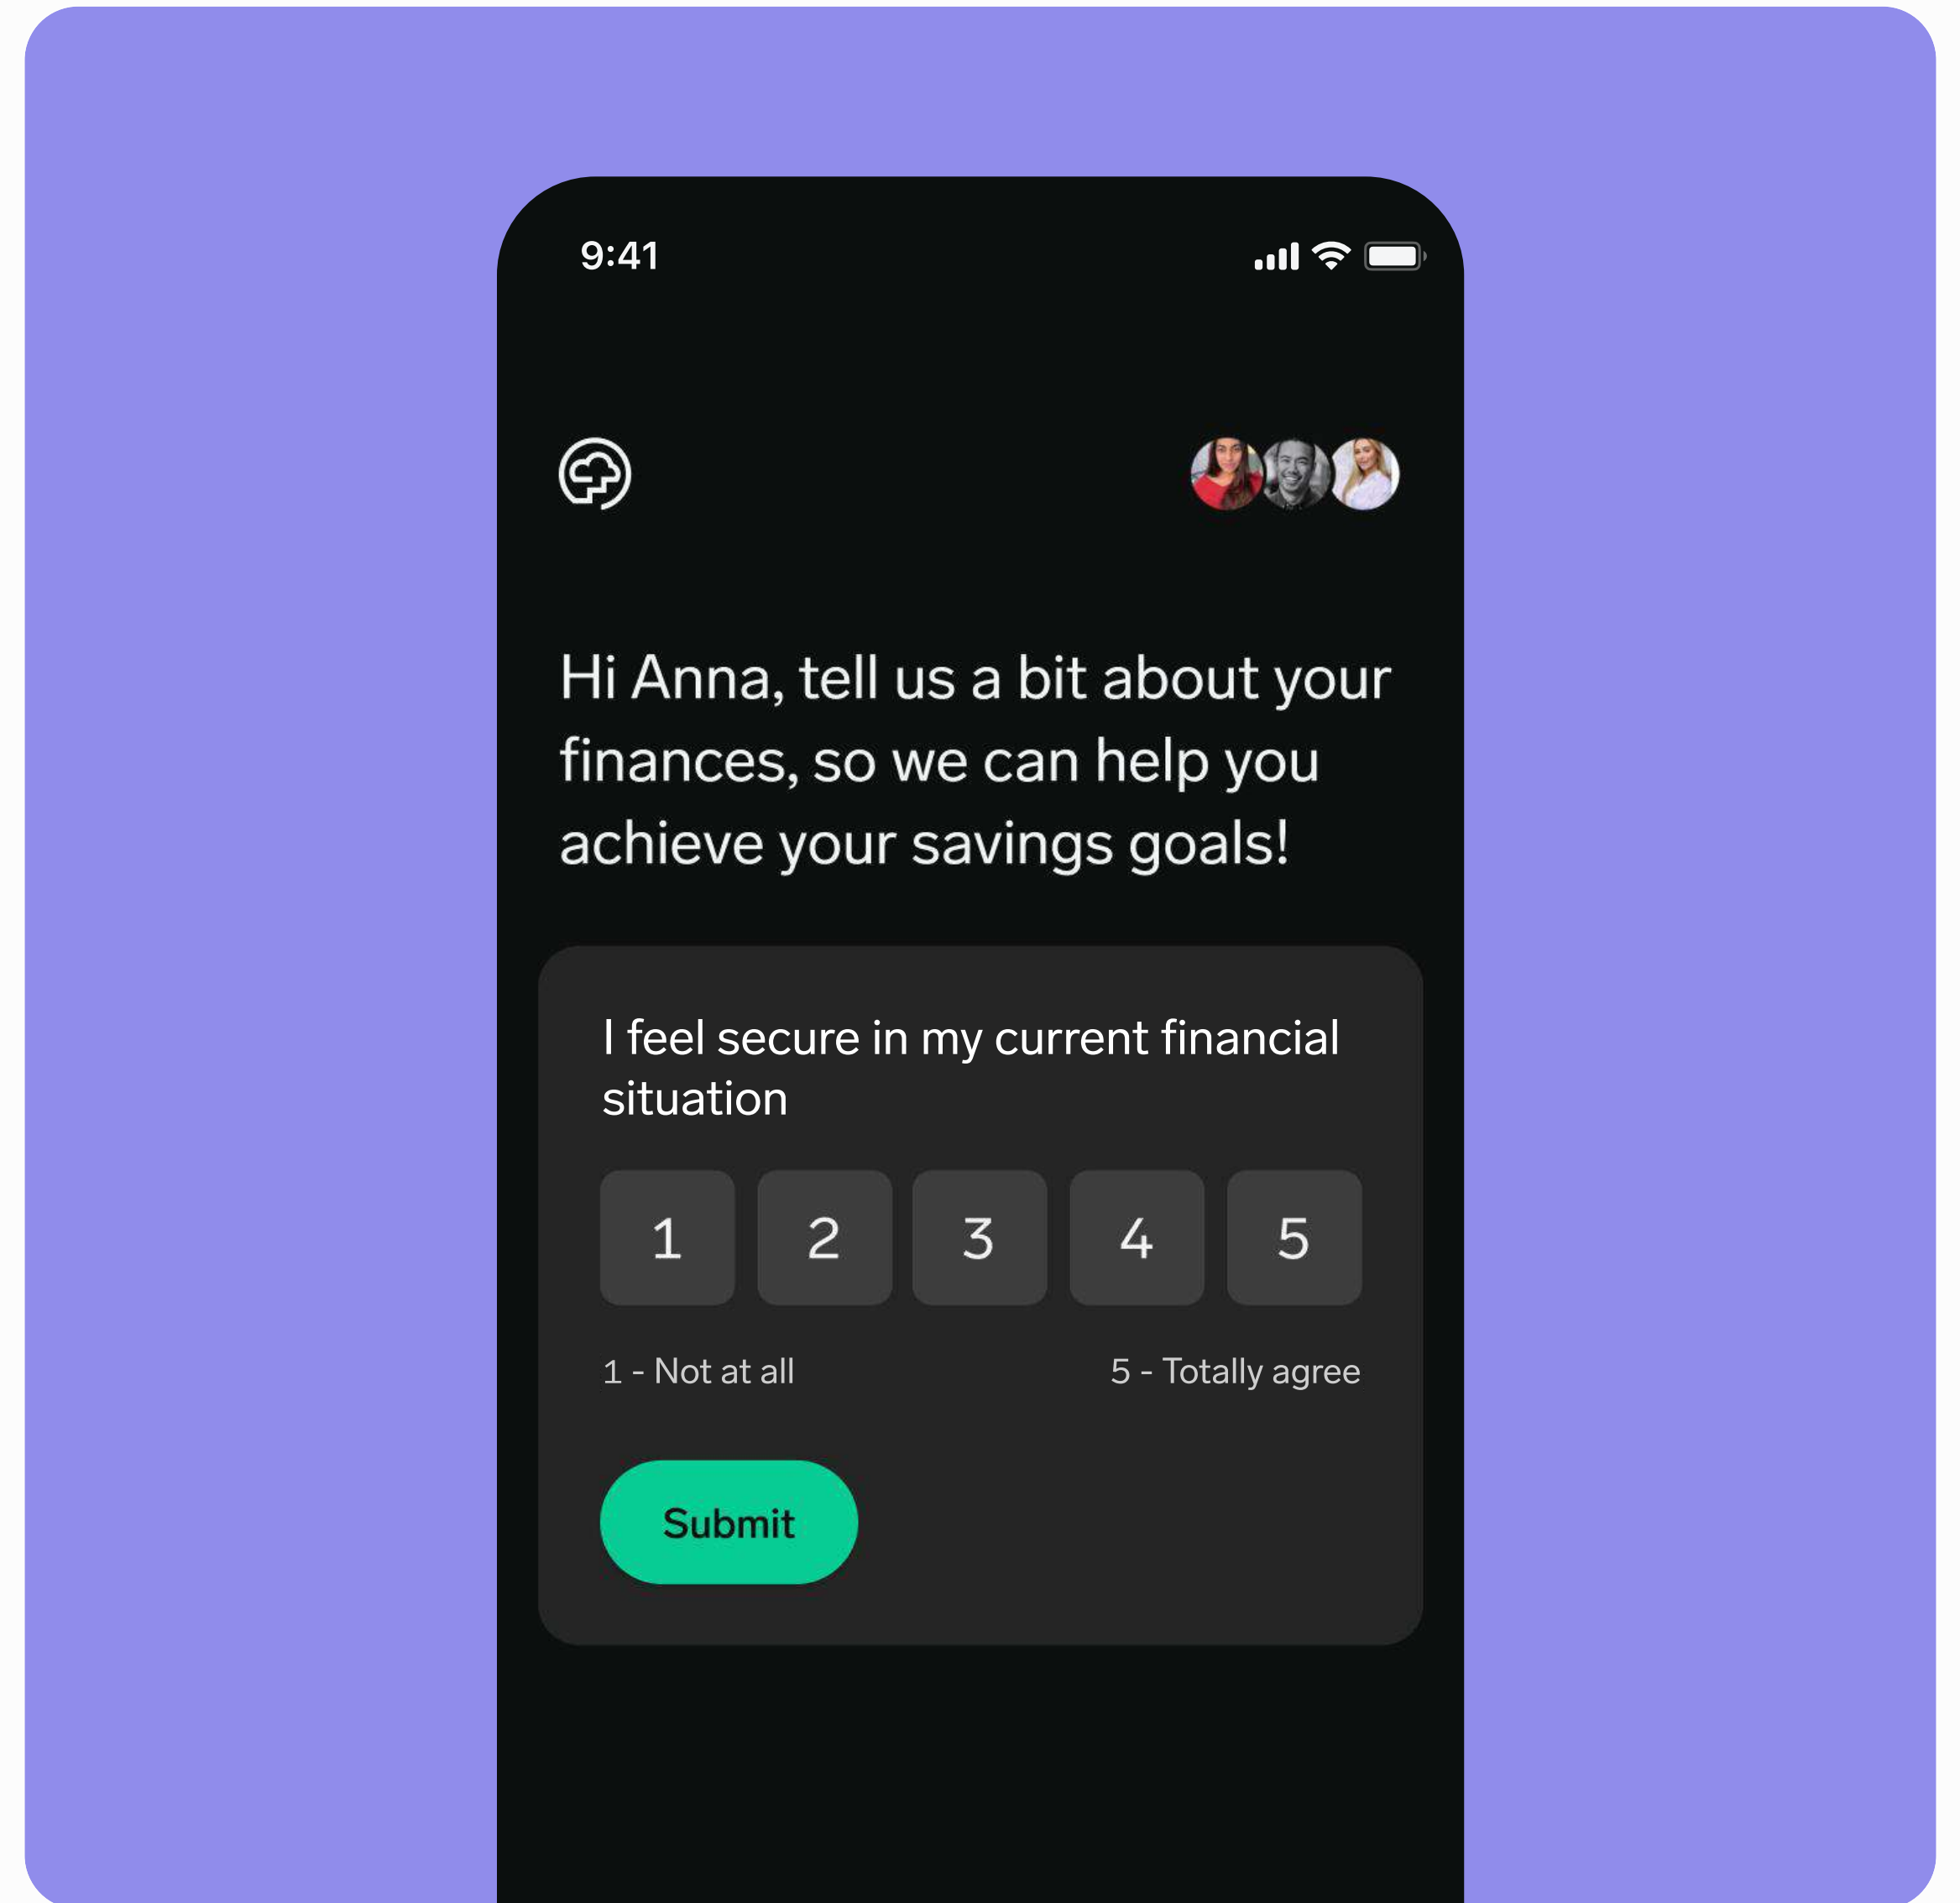 9:41
Hi Anna, tell us a bit about your
finances, so we can help you
achieve your savings goals!
I feel secure in my current financial
situation
1 2 3 4 5
1 - Not at all 5 - Totally agree
Submit